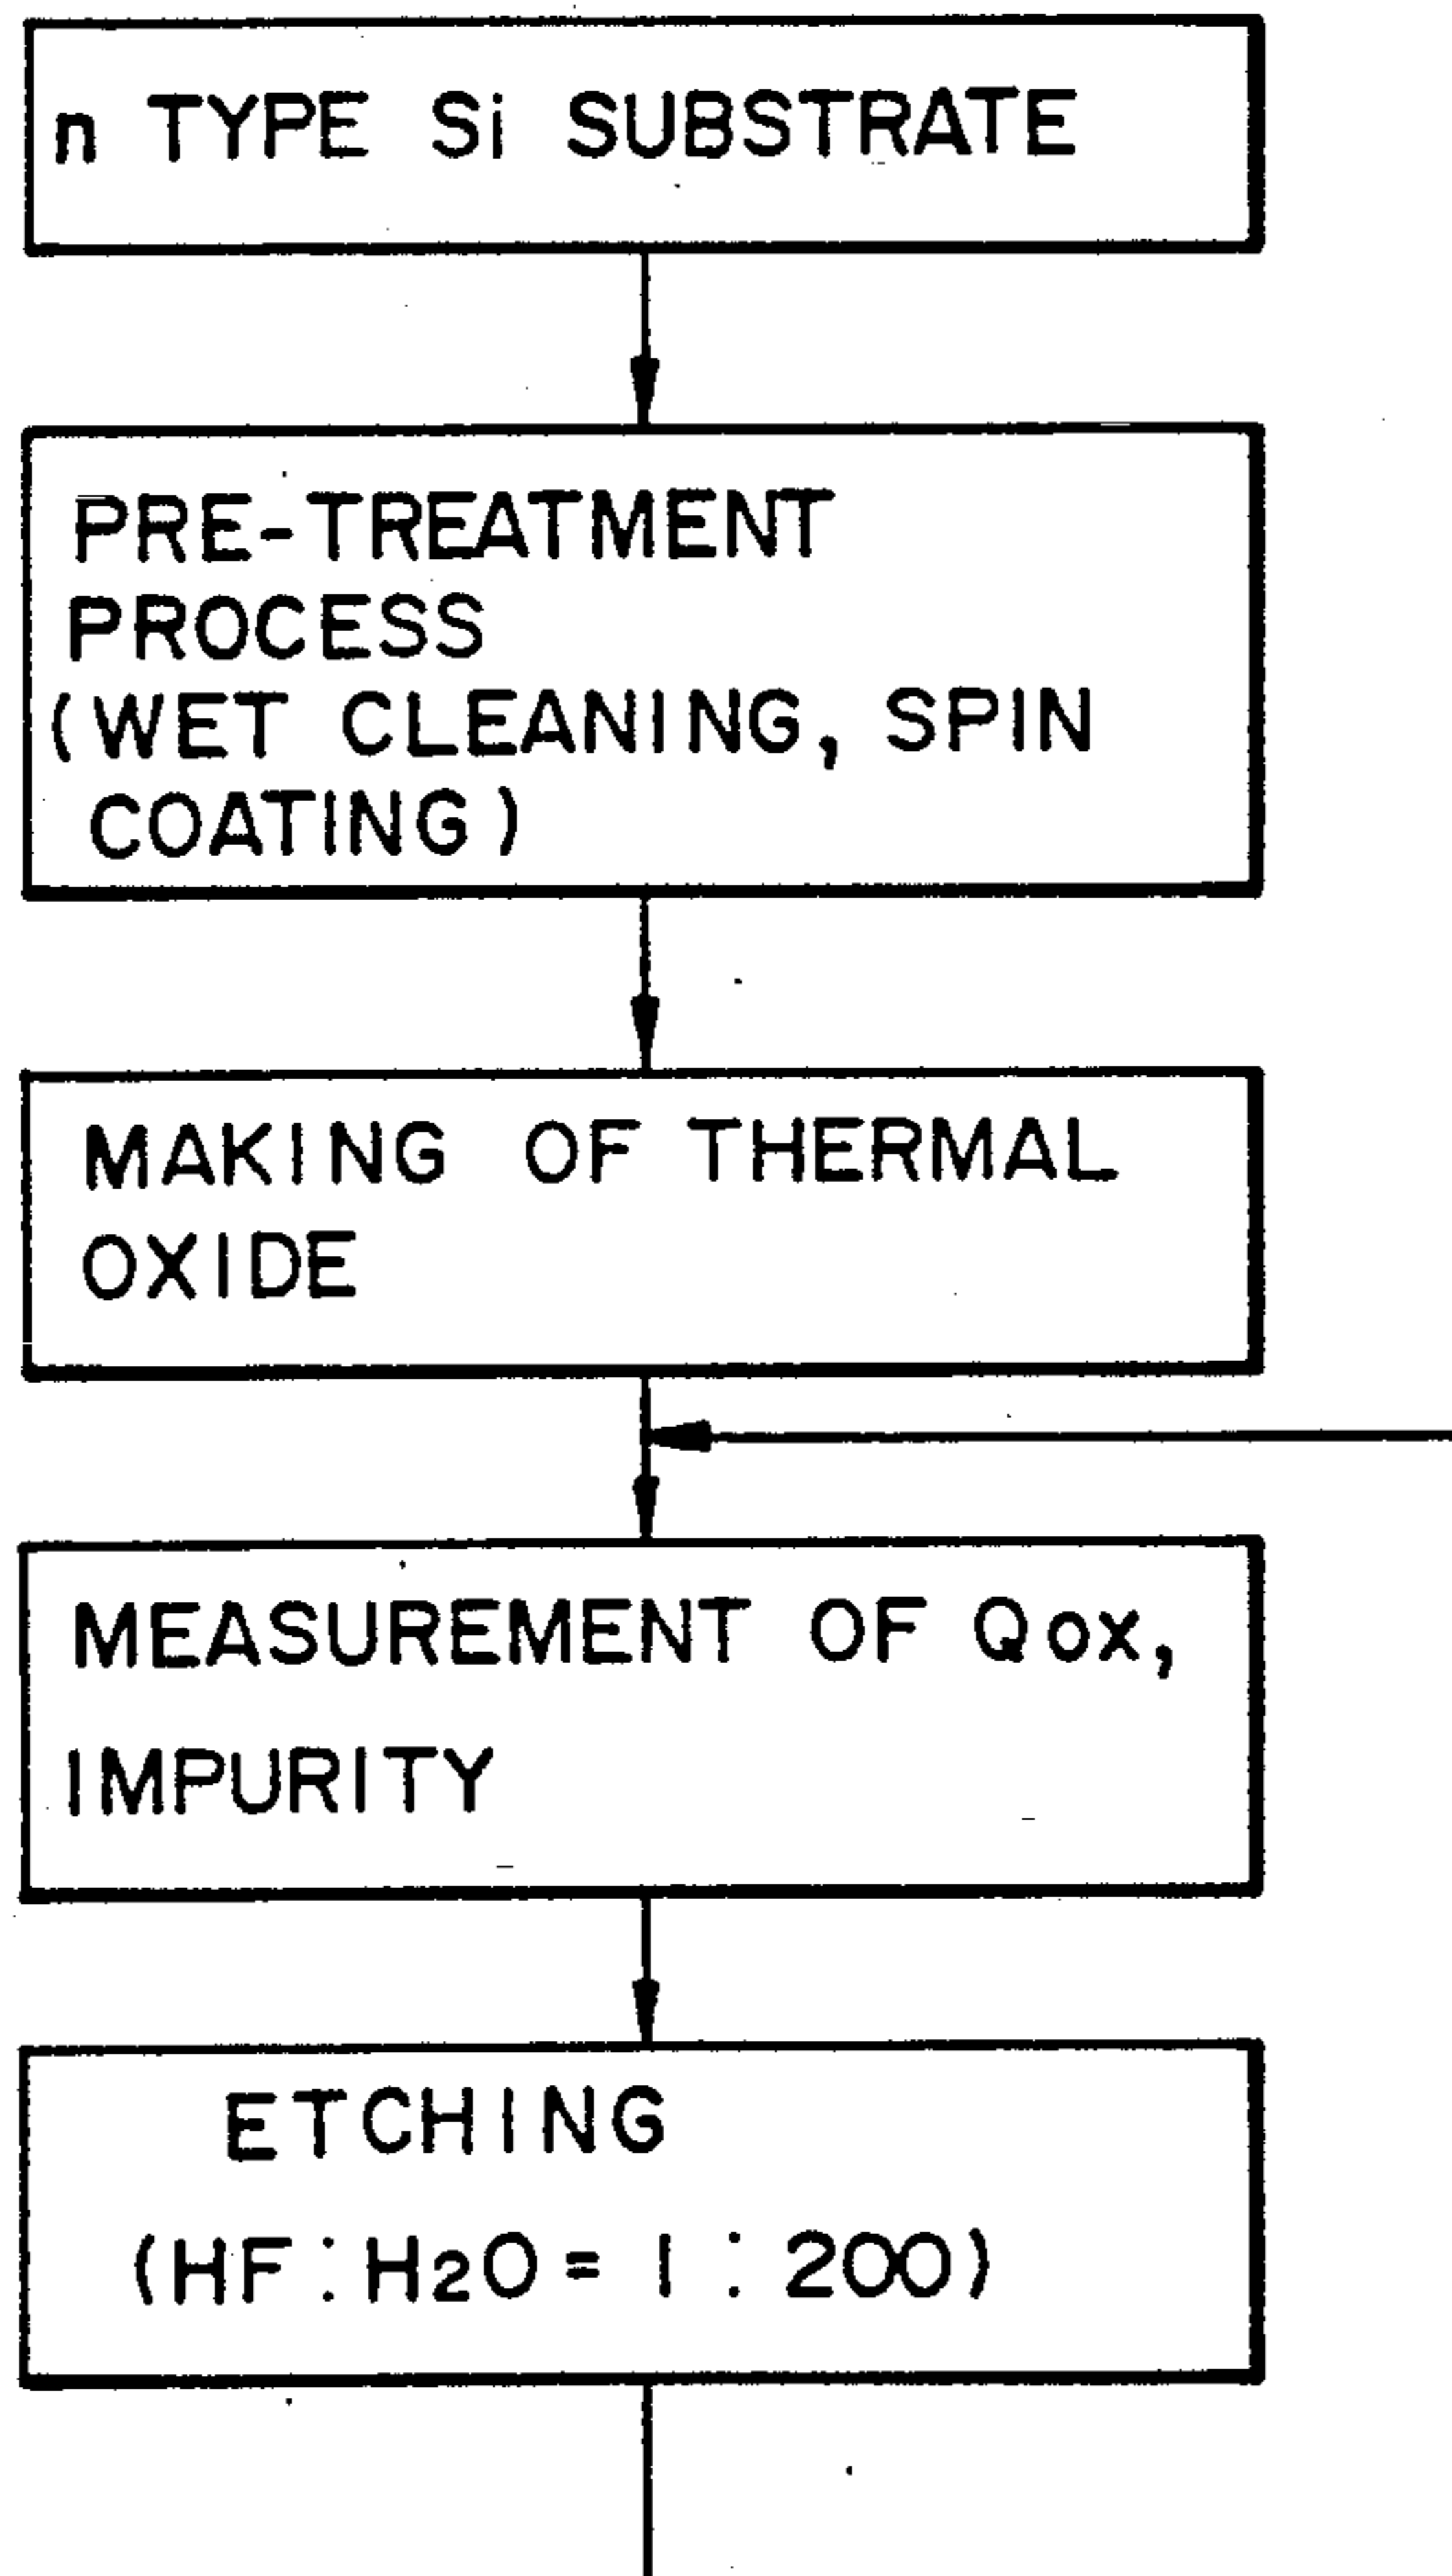 n TYPE Si SUBSTRATE
PRE-TREATMENT
PROCESS
(WET CLEANING, SPIN
COATING)
MAKING OF THERMAL
OXIDE
MEASUREMENT OF Qox,
IMPURITY
ETCHING
(HF:H2O= 1 : 200)